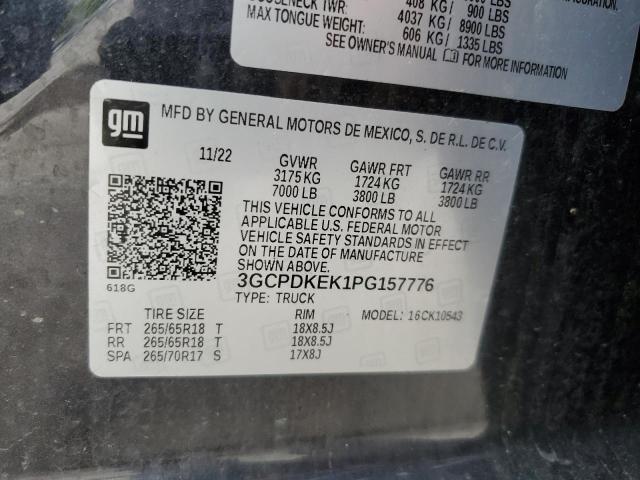 408 KG/ 900 LBS
4037 KG/ 8900 LBS
MAX TONGUE WEIGHT: 606 KG/ 1335 LBS
SEE OWNER'S MANUAL FOR MORE INFORMATION
gm
MFD BY GENERAL MOTORS DE MEXICO, S. DE R.L. DE C.V.
11/22 GVWR GAWR FRT GAWR RR
3175 KG 1724 KG 1724 KG
7000 LB 3800 LB 3800 LB
THIS VEHICLE CONFORMS TO ALL
APPLICABLE U.S. FEDERAL MOTOR
VEHICLE SAFETY STANDARDS IN EFFECT
ON THE DATE OF MANUFACTURE
SHOWN ABOVE.
618G
3GCPDKEK1PG157776
TYPE: TRUCK
MODEL: 16CK10543
TIRE SIZE RIM
FRT 265/65R18 T 18X8.5J
RR 265/65R18 T 18X8.5J
SPA 265/70R17 S 17X8J